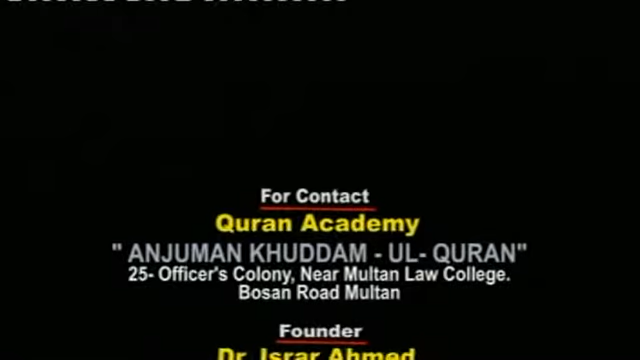 For Contact
Quran Academy
" ANJUMAN KHUDDAM - UL- QURAN"
25- Officer's Colony, Near Multan Law College.
Bosan Road Multan
Founder
Dr. Israr Ahmed